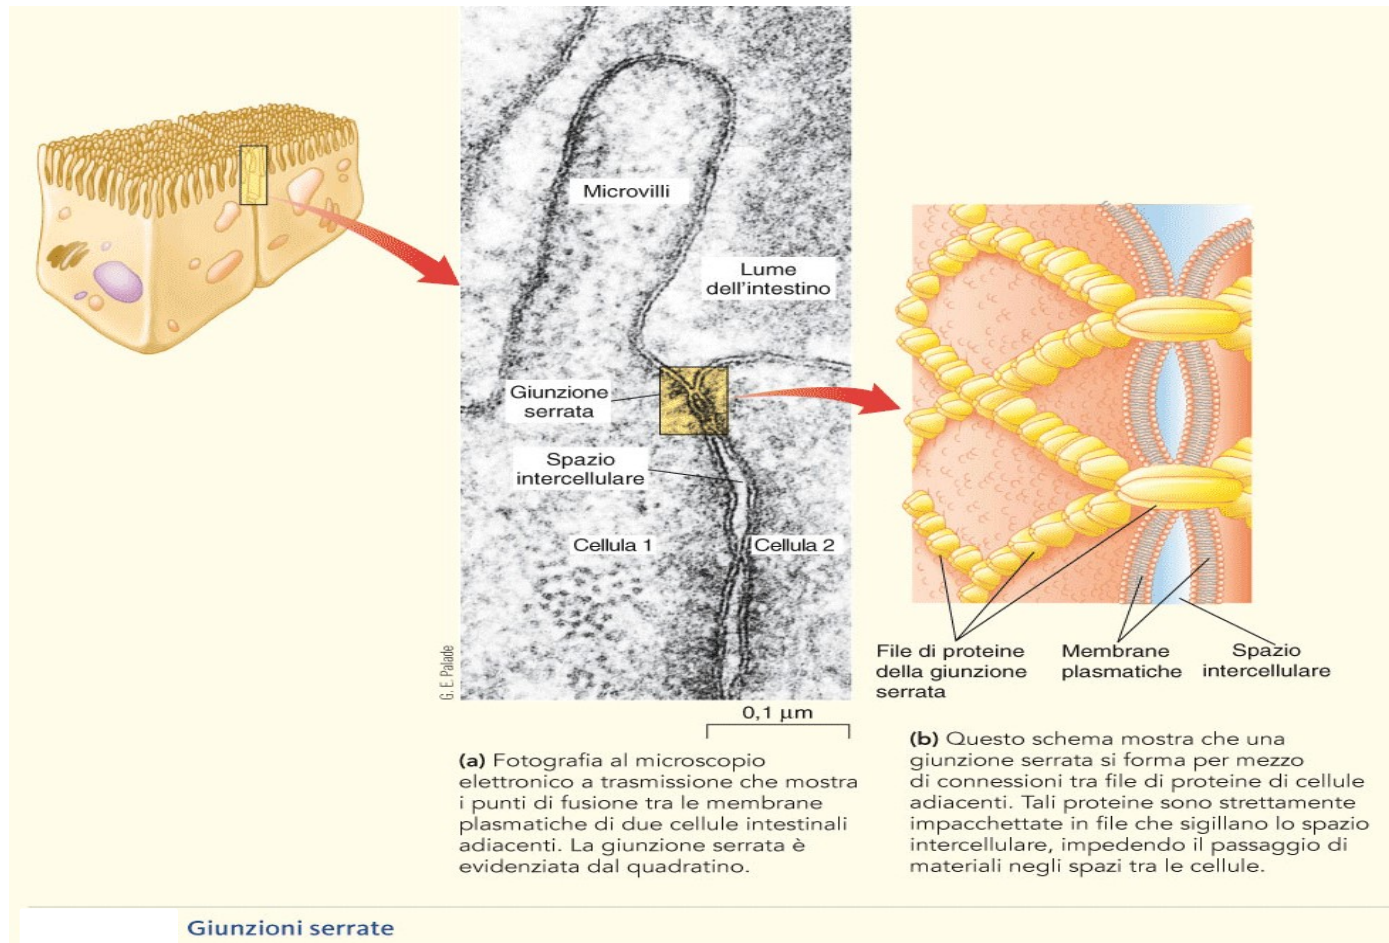 Microvilli
Lume
dell'intestino
Giunzione
serrata
Spazio
intercellulare
Cellula 1
Cellula 2
G. E. Palade
0,1 µm
File di proteine
della giunzione
serrata
Membrane
plasmatiche
Spazio
intercellulare
(a) Fotografia al microscopio
elettronico a trasmissione che mostra
i punti di fusione tra le membrane
plasmatiche di due cellule intestinali
adiacenti. La giunzione serrata è
evidenziata dal quadratino.
(b) Questo schema mostra che una
giunzione serrata si forma per mezzo
di connessioni tra file di proteine di cellule
adiacenti. Tali proteine sono strettamente
impacchettate in file che sigillano lo spazio
intercellulare, impedendo il passaggio di
materiali negli spazi tra le cellule.
Giunzioni serrate